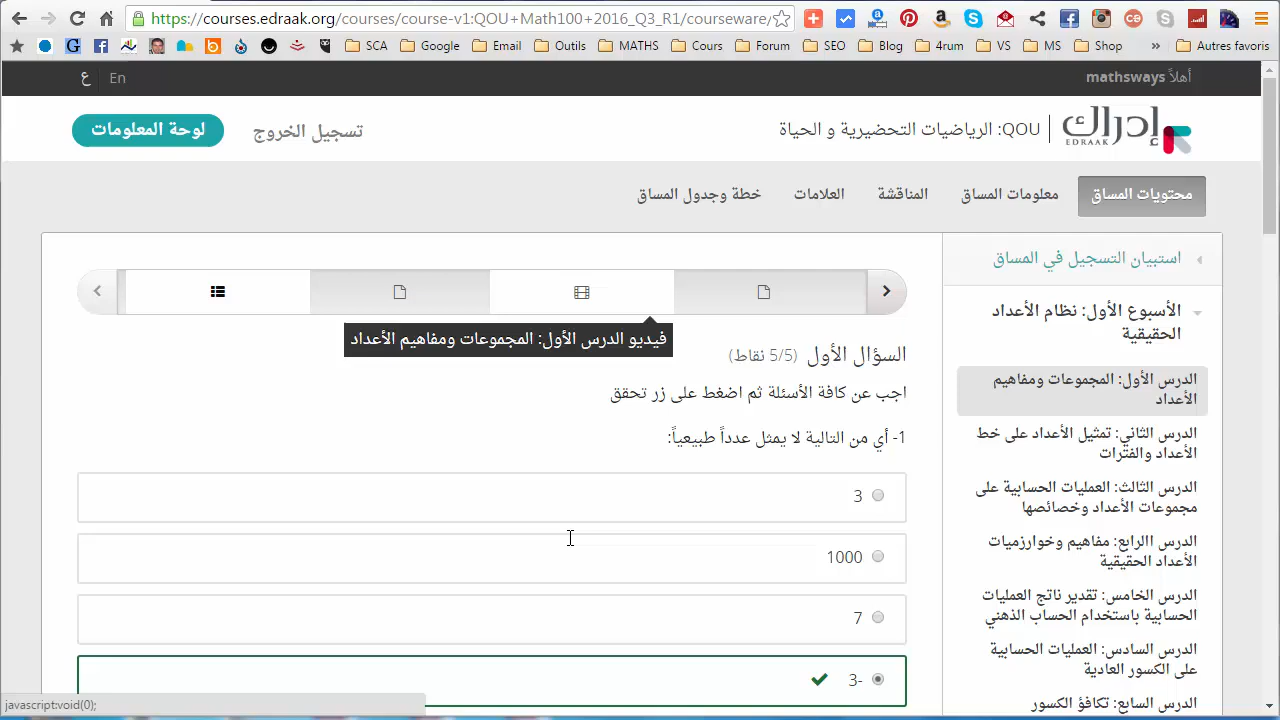 https://courses.edraak.org/courses/course-v1:QOU+Math100+2016_Q3_R1/courseware/
SCA
Google
Email
Outils
MATHS
Cours
Forum
SEO
Blog
4rum
VS
MS
Shop
»
Autres favoris
أهلاً mathsways
En
ع
إدراك
EDRAAK
QOU: الرياضيات التحضيرية و الحياة
تسجيل الخروج
لوحة المعلومات
محتويات المساق
معلومات المساق
المناقشة
العلامات
خطة وجدول المساق
استبيان التسجيل في المساق
الأسبوع الأول: نظام الأعداد
الحقيقية
الدرس الأول: المجموعات ومفاهيم
الأعداد
الدرس الثاني: تمثيل الأعداد على خط
الأعداد والفترات
الدرس الثالث: العمليات الحسابية على
مجموعات الأعداد وخصائصها
الدرس االرابع: مفاهيم وخوارزميات
الأعداد الحقيقية
الدرس الخامس: تقدير ناتج العمليات
الحسابية باستخدام الحساب الذهني
الدرس السادس: العمليات الحسابية
على الكسور العادية
الدرس السابع: تكافؤ الكسور
فيديو الدرس الأول: المجموعات ومفاهيم الأعداد
السؤال الأول (5/5 نقاط)
اجب عن كافة الأسئلة ثم اضغط على زر تحقق
1- أي من التالية لا يمثل عدداً طبيعياً:
3
1000
7
3-
javascript:void(0);